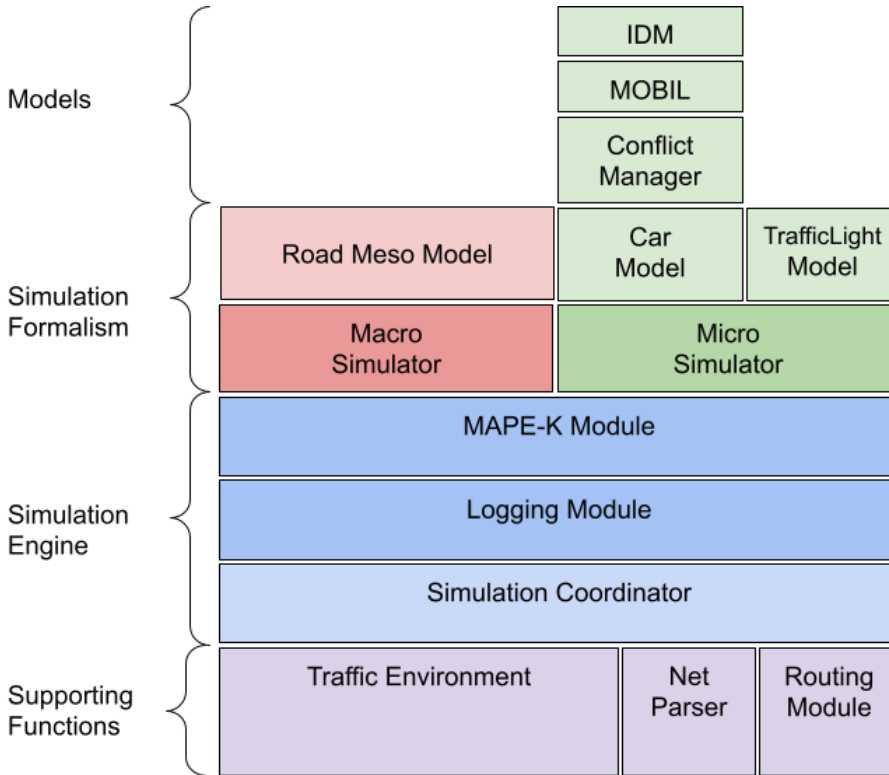 IDM
MOBIL
Models
Conflict
Manager
Road Meso Model
Car
Model
TrafficLight
Model
Simulation
Formalism
Macro
Simulator
Micro
Simulator
MAPE-K Module
Logging Module
Simulation
Engine
Simulation Coordinator
Traffic Environment
Net
Parser
Routing
Module
Supporting
Functions